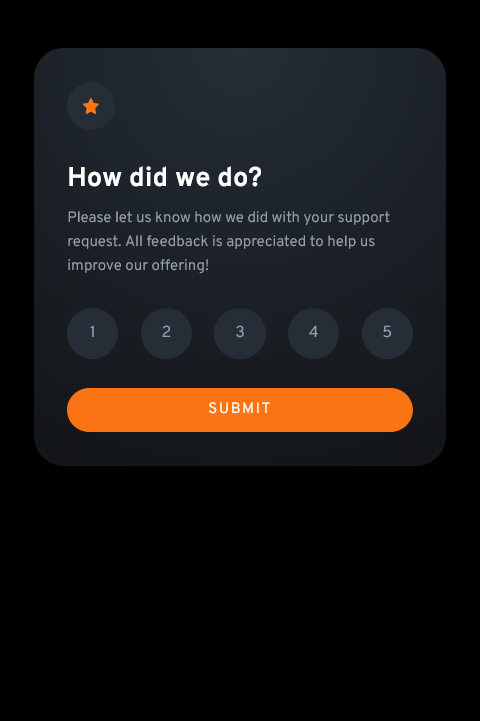 How did we do?
Please let us know how we did with your support
request. All feedback is appreciated to help us
improve our offering!
1 2 3 4 5
SUBMIT